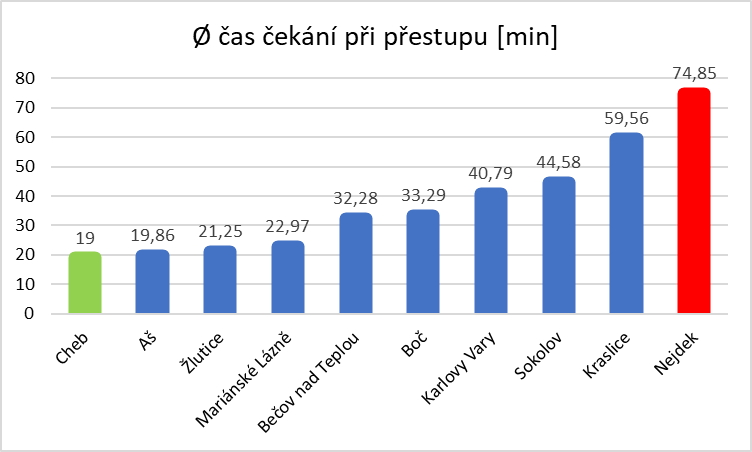 Ø čas čekání při přestupu [min]
80
70
60
50
40
30
20
10
0
19
19,86
21,25
22,97
32,28
33,29
40,79
44,58
59,56
74,85
Cheb
Aš
Žlutice
Mariánské Lázně
Bečov nad Teplou
Boč
Karlovy Vary
Sokolov
Kraslice
Nejdek